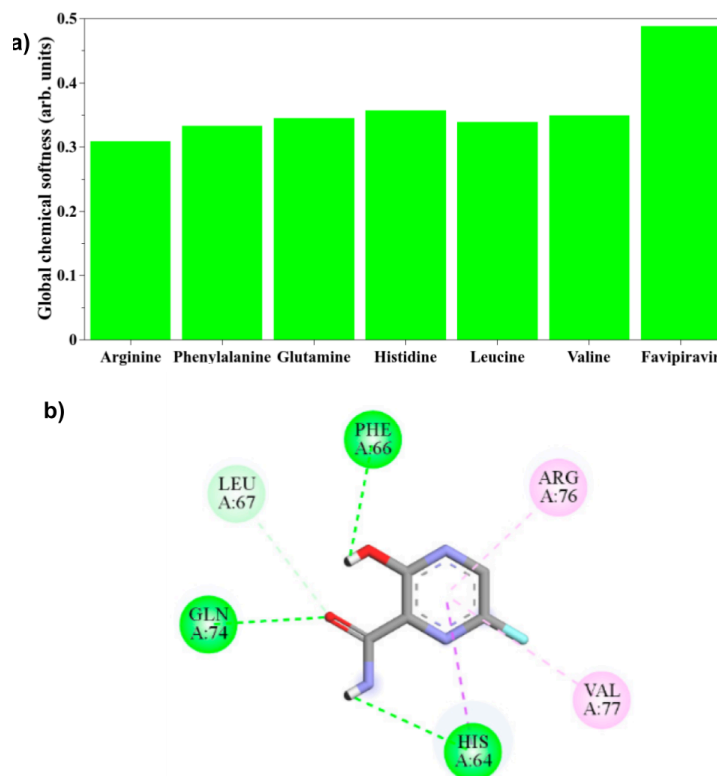 a)
Global chemical softness (arb. units)
0.5
0.4
0.3
0.2
0.1
0
Arginine Phenylalanine Glutamine Histidine Leucine Valine Favipiravir
b)
PHE
A:66
LEU
A:67
ARG
A:76
GLN
A:74
VAL
A:77
HIS
A:64